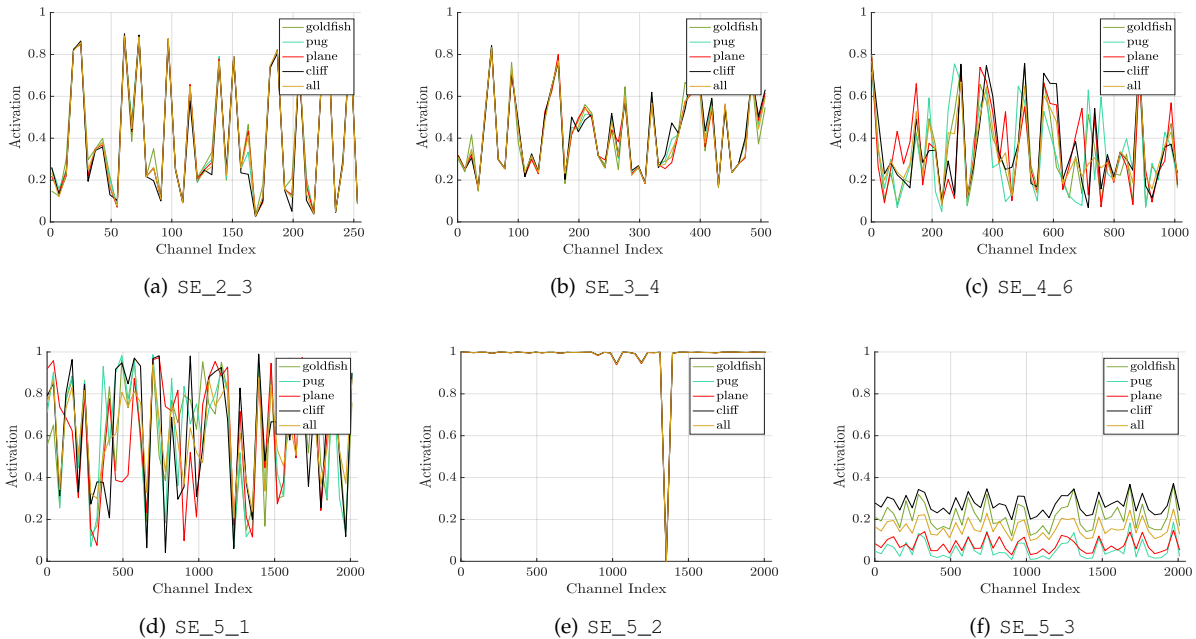 1
0.8
0.6
0.4
0.2
0
Activation
0 50 100 150 200 250
Channel Index
goldfish
pug
plane
cliff
all
(a) SE_2_3
1
0.8
0.6
0.4
0.2
0
Activation
0 100 200 300 400 500
Channel Index
goldfish
pug
plane
cliff
all
(b) SE_3_4
1
0.8
0.6
0.4
0.2
0
Activation
0 200 400 600 800 1000
Channel Index
goldfish
pug
plane
cliff
all
(c) SE_4_6
1
0.8
0.6
0.4
0.2
0
Activation
0 500 1000 1500 2000
Channel Index
goldfish
pug
plane
cliff
all
(d) SE_5_1
1
0.8
0.6
0.4
0.2
0
Activation
0 500 1000 1500 2000
Channel Index
goldfish
pug
plane
cliff
all
(e) SE_5_2
1
0.8
0.6
0.4
0.2
0
Activation
0 500 1000 1500 2000
Channel Index
goldfish
pug
plane
cliff
all
(f) SE_5_3